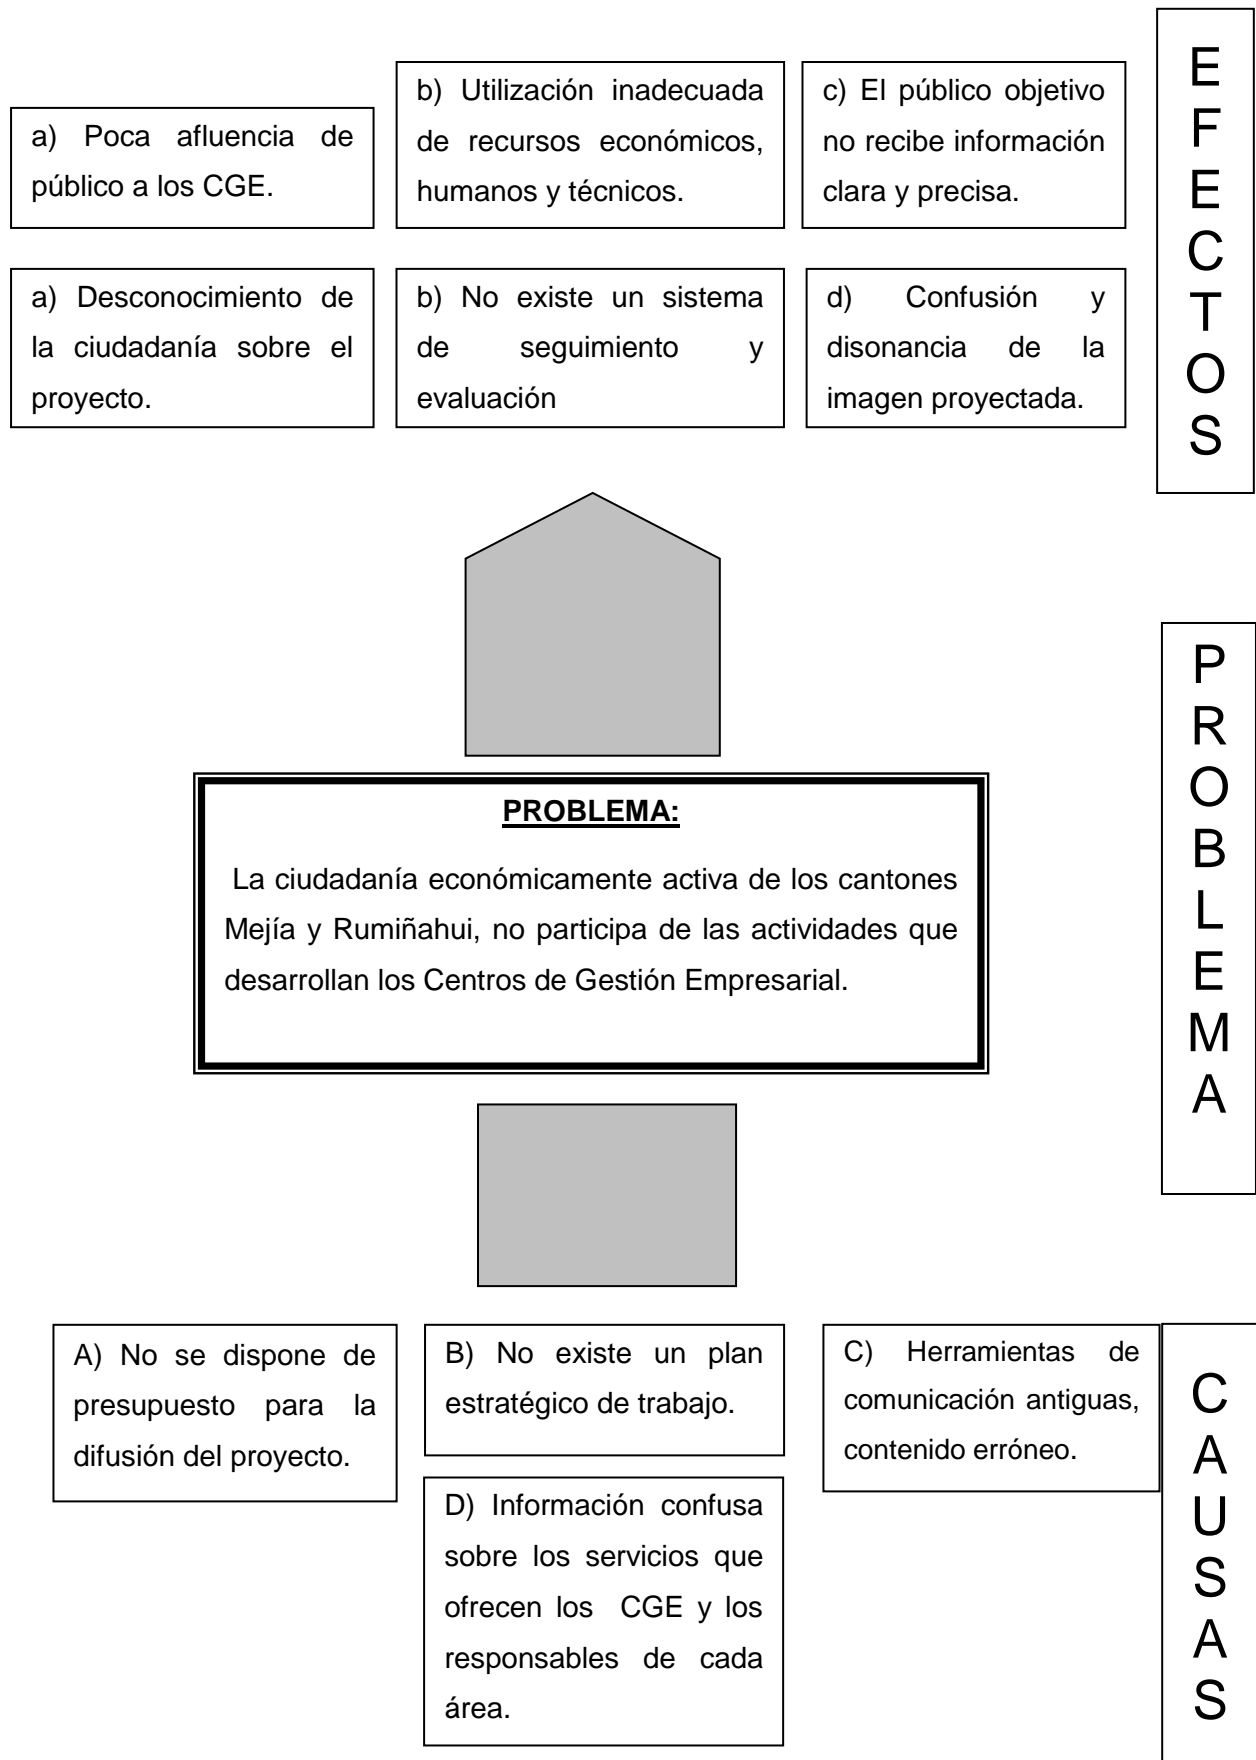 a) Poca afluencia de
público a los CGE.
b) Utilización inadecuada
de recursos económicos,
humanos y técnicos.
c) El público objetivo
no recibe información
clara y precisa.
a) Desconocimiento de
la ciudadanía sobre el
proyecto.
b) No existe un sistema
de seguimiento y
evaluación
d) Confusión y
disonancia de la
imagen proyectada.
E
F
E
C
T
O
S
PROBLEMA:
La ciudadanía económicamente activa de los cantones
Mejía y Rumiñahui, no participa de las actividades que
desarrollan los Centros de Gestión Empresarial.
P
R
O
B
L
E
M
A
A) No se dispone de
presupuesto para la
difusión del proyecto.
B) No existe un plan
estratégico de trabajo.
C) Herramientas de
comunicación antiguas,
contenido erróneo.
D) Información confusa
sobre los servicios que
ofrecen los CGE y los
responsables de cada
área.
C
A
U
S
A
S